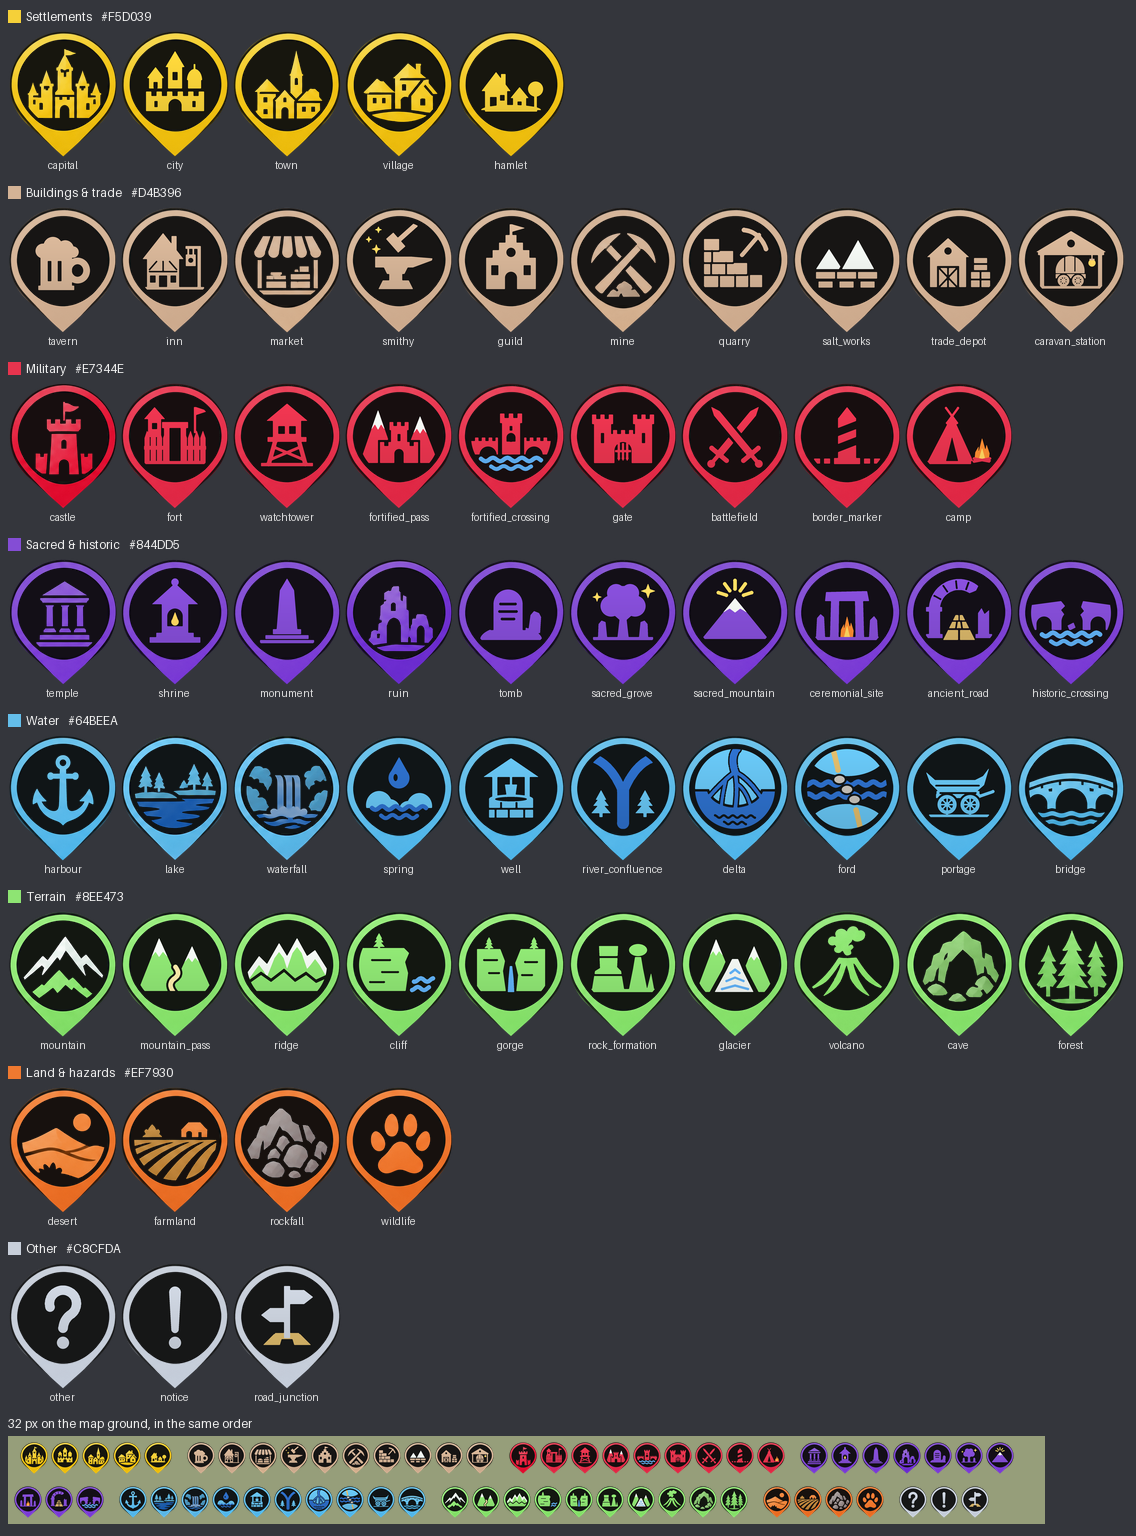 Settlements #F5D039
capital city town village hamlet
Buildings & trade #D4B396
tavern inn market smithy guild mine quarry salt_works trade_depot caravan_station
Military #E7344E
castle fort watchtower fortified_pass fortified_crossing gate battlefield border_marker camp
Sacred & historic #844DD5
temple shrine monument ruin tomb sacred_grove sacred_mountain ceremonial_site ancient_road historic_crossing
Water #64BEEA
harbour lake waterfall spring well river_confluence delta ford portage bridge
Terrain #8EE473
mountain mountain_pass ridge cliff gorge rock_formation glacier volcano cave forest
Land & hazards #EF7930
desert farmland rockfall wildlife
Other #C8CFDA
other notice road_junction
32 px on the map ground, in the same order